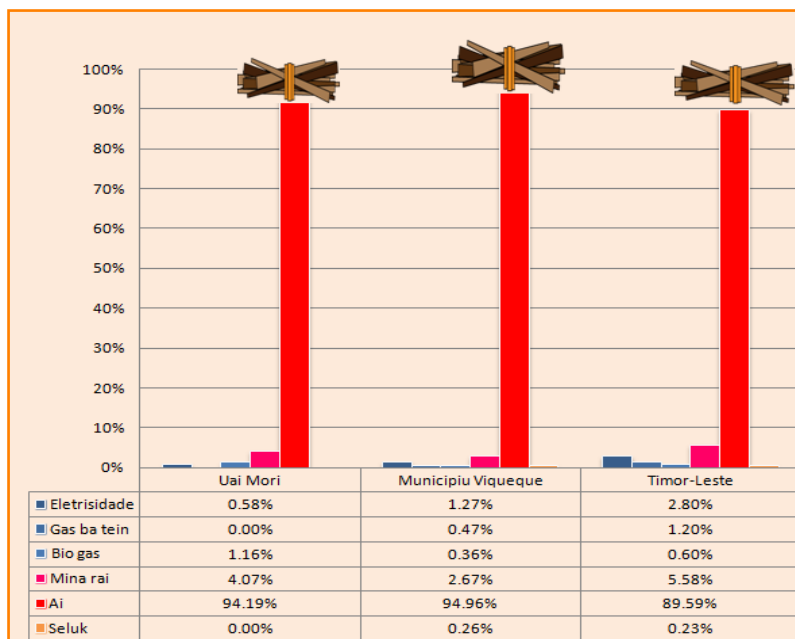 100%
90%
80%
70%
60%
50%
40%
30%
20%
10%
0%
Uai Mori Municipiu Viqueque Timor-Leste
Eletrisidade 0.58% 1.27% 2.80%
Gas ba tein 0.00% 0.47% 1.20%
Bio gas 1.16% 0.36% 0.60%
Mina rai 4.07% 2.67% 5.58%
Ai 94.19% 94.96% 89.59%
Seluk 0.00% 0.26% 0.23%